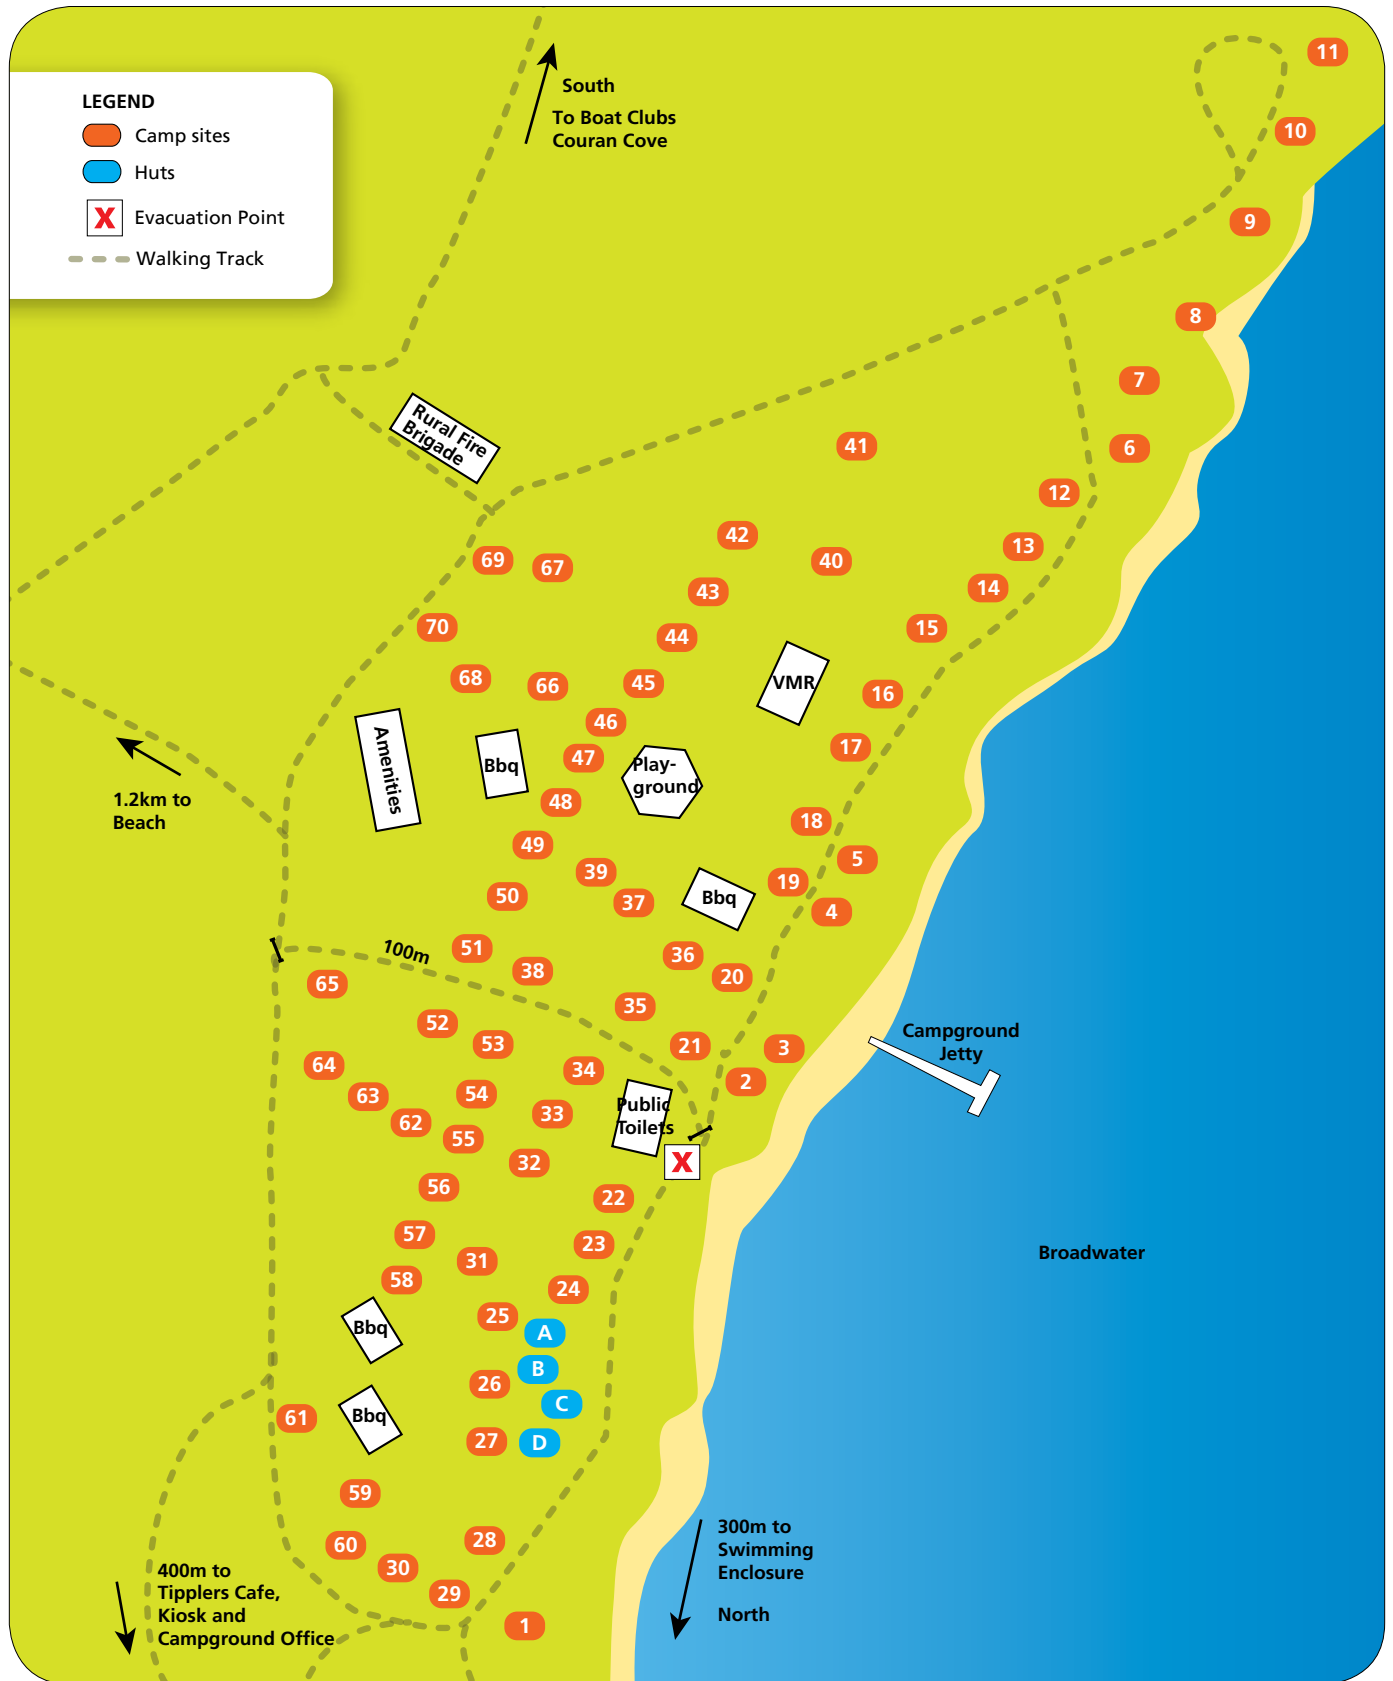 LEGEND
Camp sites
Huts
X
Evacuation Point
Walking Track
South
To Boat Clubs
Couran Cove
11
10
9
8
7
Rural Fire
Brigade
41
6
12
42
13
69
67
40
43
14
70
44
15
68
66
45
16
46
Amenities
Bbq
47
Play-
ground
VMR
17
1.2km to
Beach
48
18
49
5
39
19
50
37
Bbq
4
51
100m
38
36
20
65
35
52
53
21
3
Campground
Jetty
64
34
2
63
54
62
33
Public
Toilets
55
32
X
56
22
57
23
31
Broadwater
58
24
25
A
Bbq
B
26
C
61
Bbq
27
D
59
28
60
30
29
1
300m to
Swimming
Enclosure
North
400m to
Tipplers Cafe,
Kiosk and
Campground Office